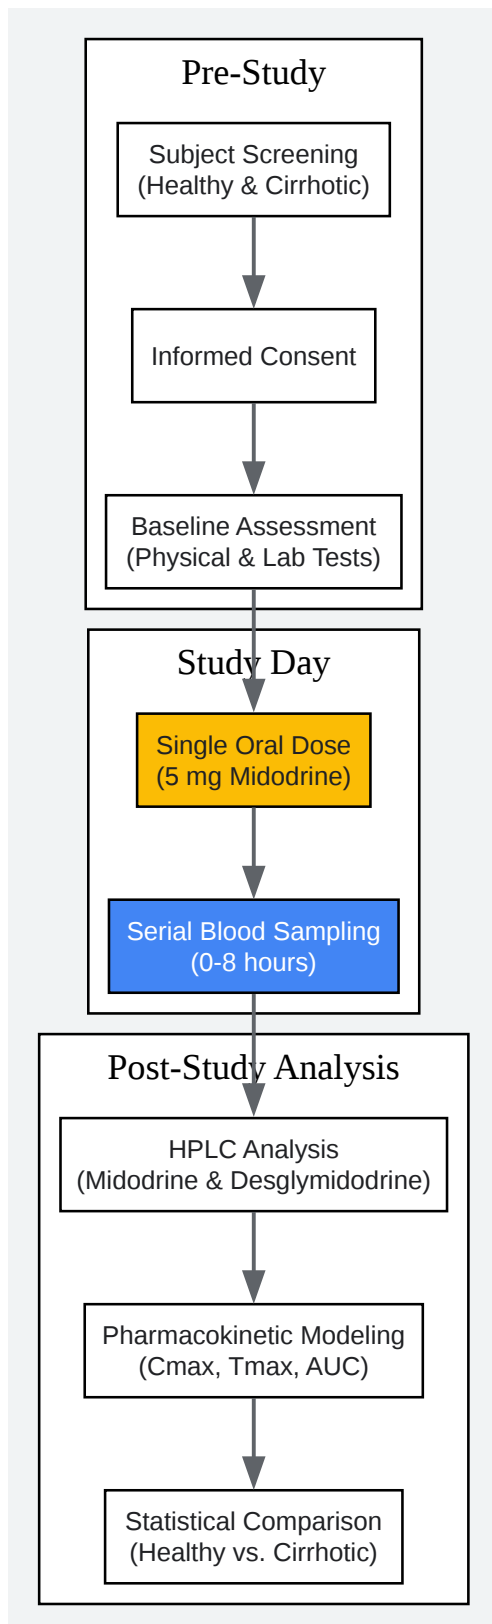 Pre-Study
Subject Screening
(Healthy & Cirrhotic)
Informed Consent
Baseline Assessment
(Physical & Lab Tests)
Study Day
Single Oral Dose
(5 mg Midodrine)
Serial Blood Sampling
(0-8 hours)
Post-Study Analysis
HPLC Analysis
(Midodrine & Desglymidodrine)
Pharmacokinetic Modeling
(Cmax, Tmax, AUC)
Statistical Comparison
(Healthy vs. Cirrhotic)